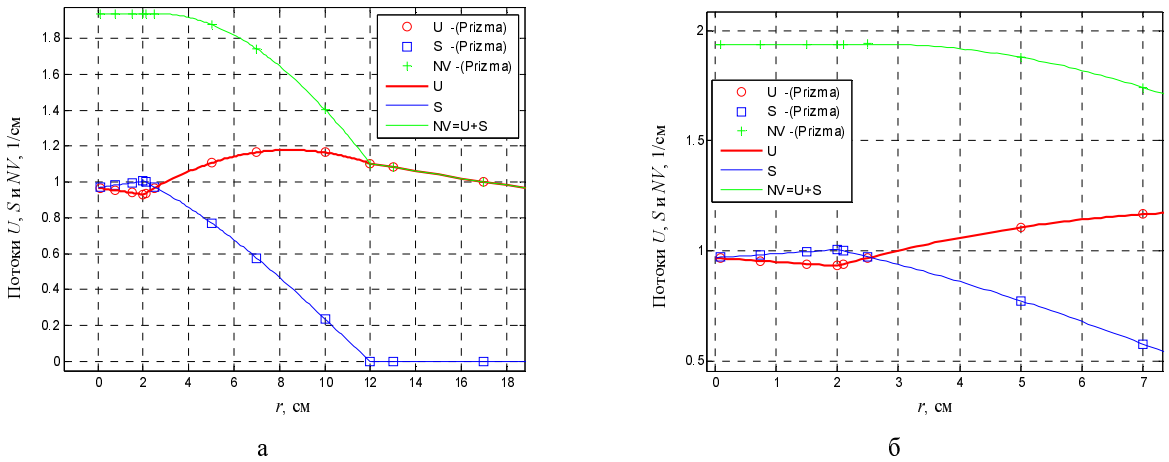 Потоки U, S и NV, 1/см
1.8
1.6
1.4
1.2
1
0.8
0.6
0.4
0.2
0
U -(Prizma)
S -(Prizma)
NV -(Prizma)
U
S
NV=U+S
0 2 4 6 8 10 12 14 16 18
r, см
а
Потоки U, S и NV, 1/см
2
1.5
1
0.5
U -(Prizma)
S -(Prizma)
NV -(Prizma)
U
S
NV=U+S
0 1 2 3 4 5 6 7
r, см
б